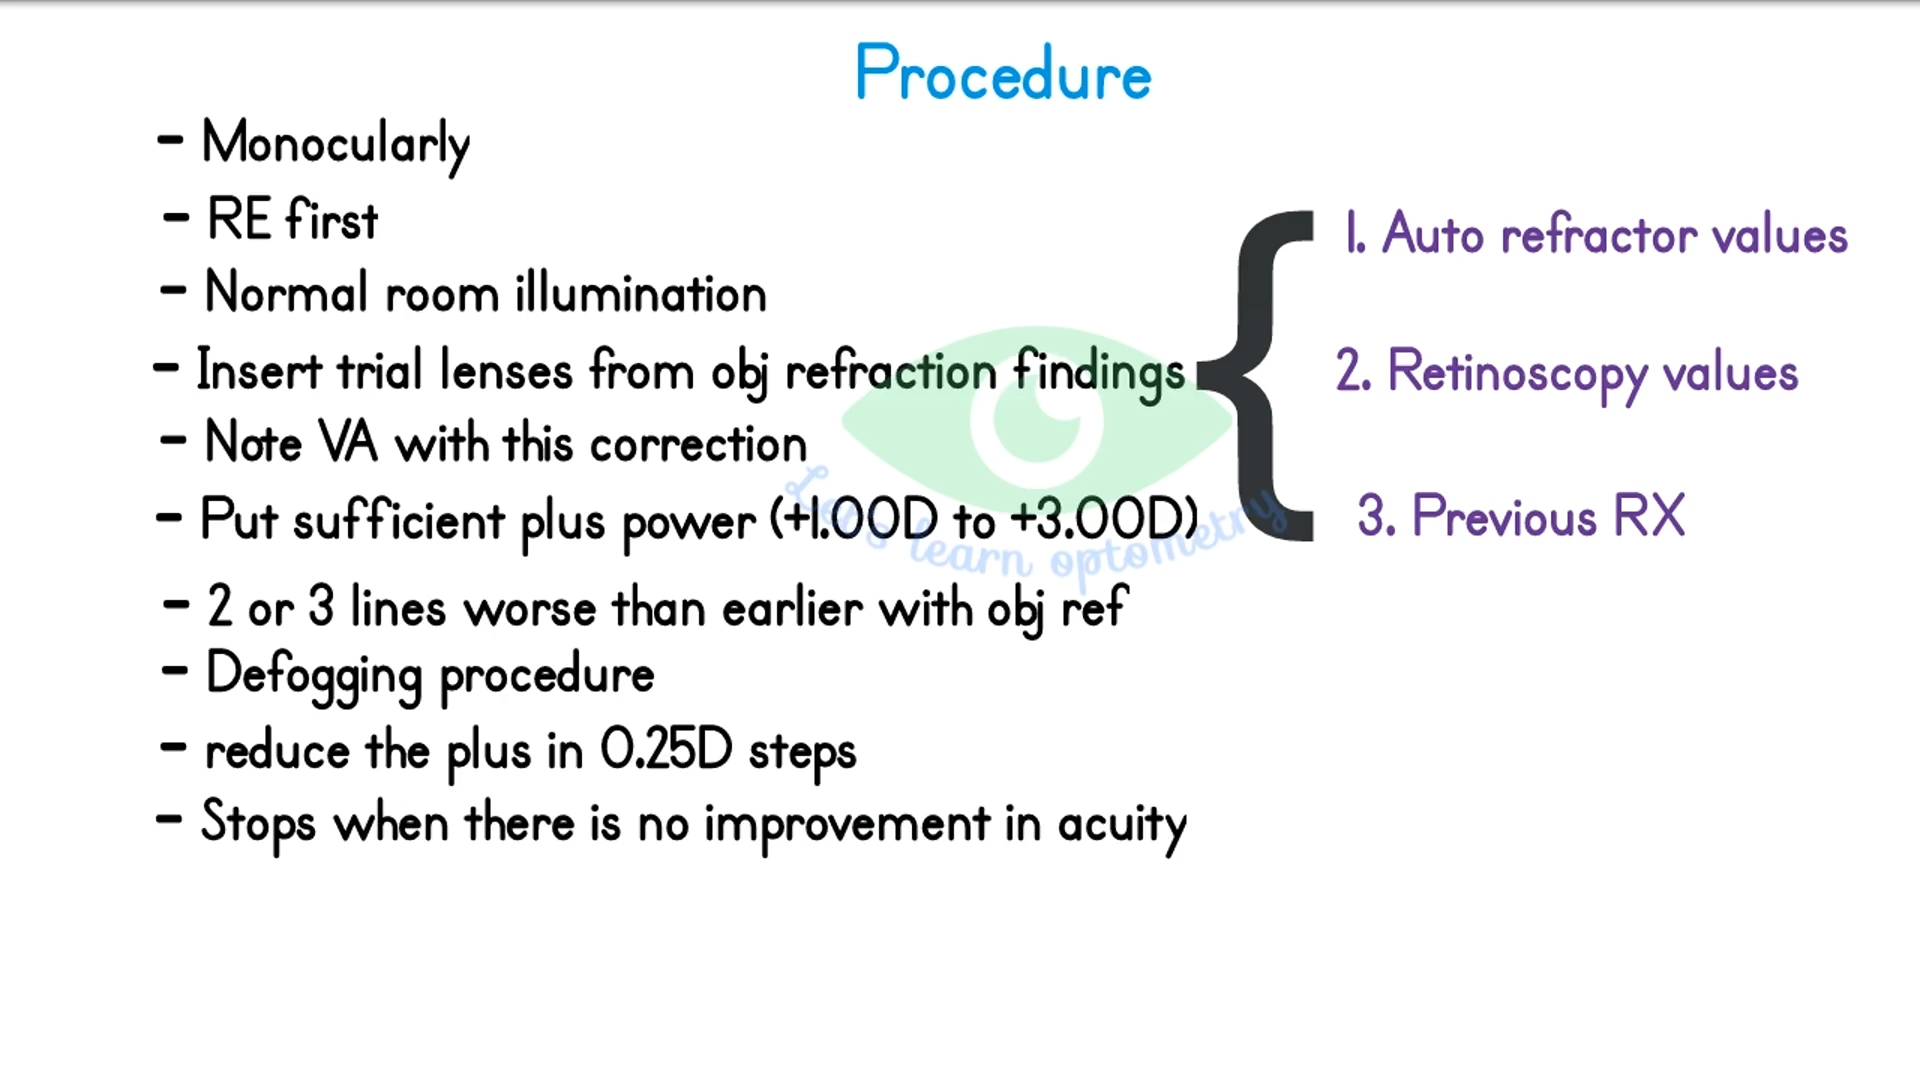 Procedure
- Monocularly
- RE first
- Normal room illumination
- Insert trial lenses from obj refraction findings
1. Auto refractor values
2. Retinoscopy values
3. Previous RX
- Note VA with this correction
- Put sufficient plus power (+1.00D to +3.00D)
- 2 or 3 lines worse than earlier with obj ref
- Defogging procedure
- reduce the plus in 0.25D steps
- Stops when there is no improvement in acuity
Let's learn optometry